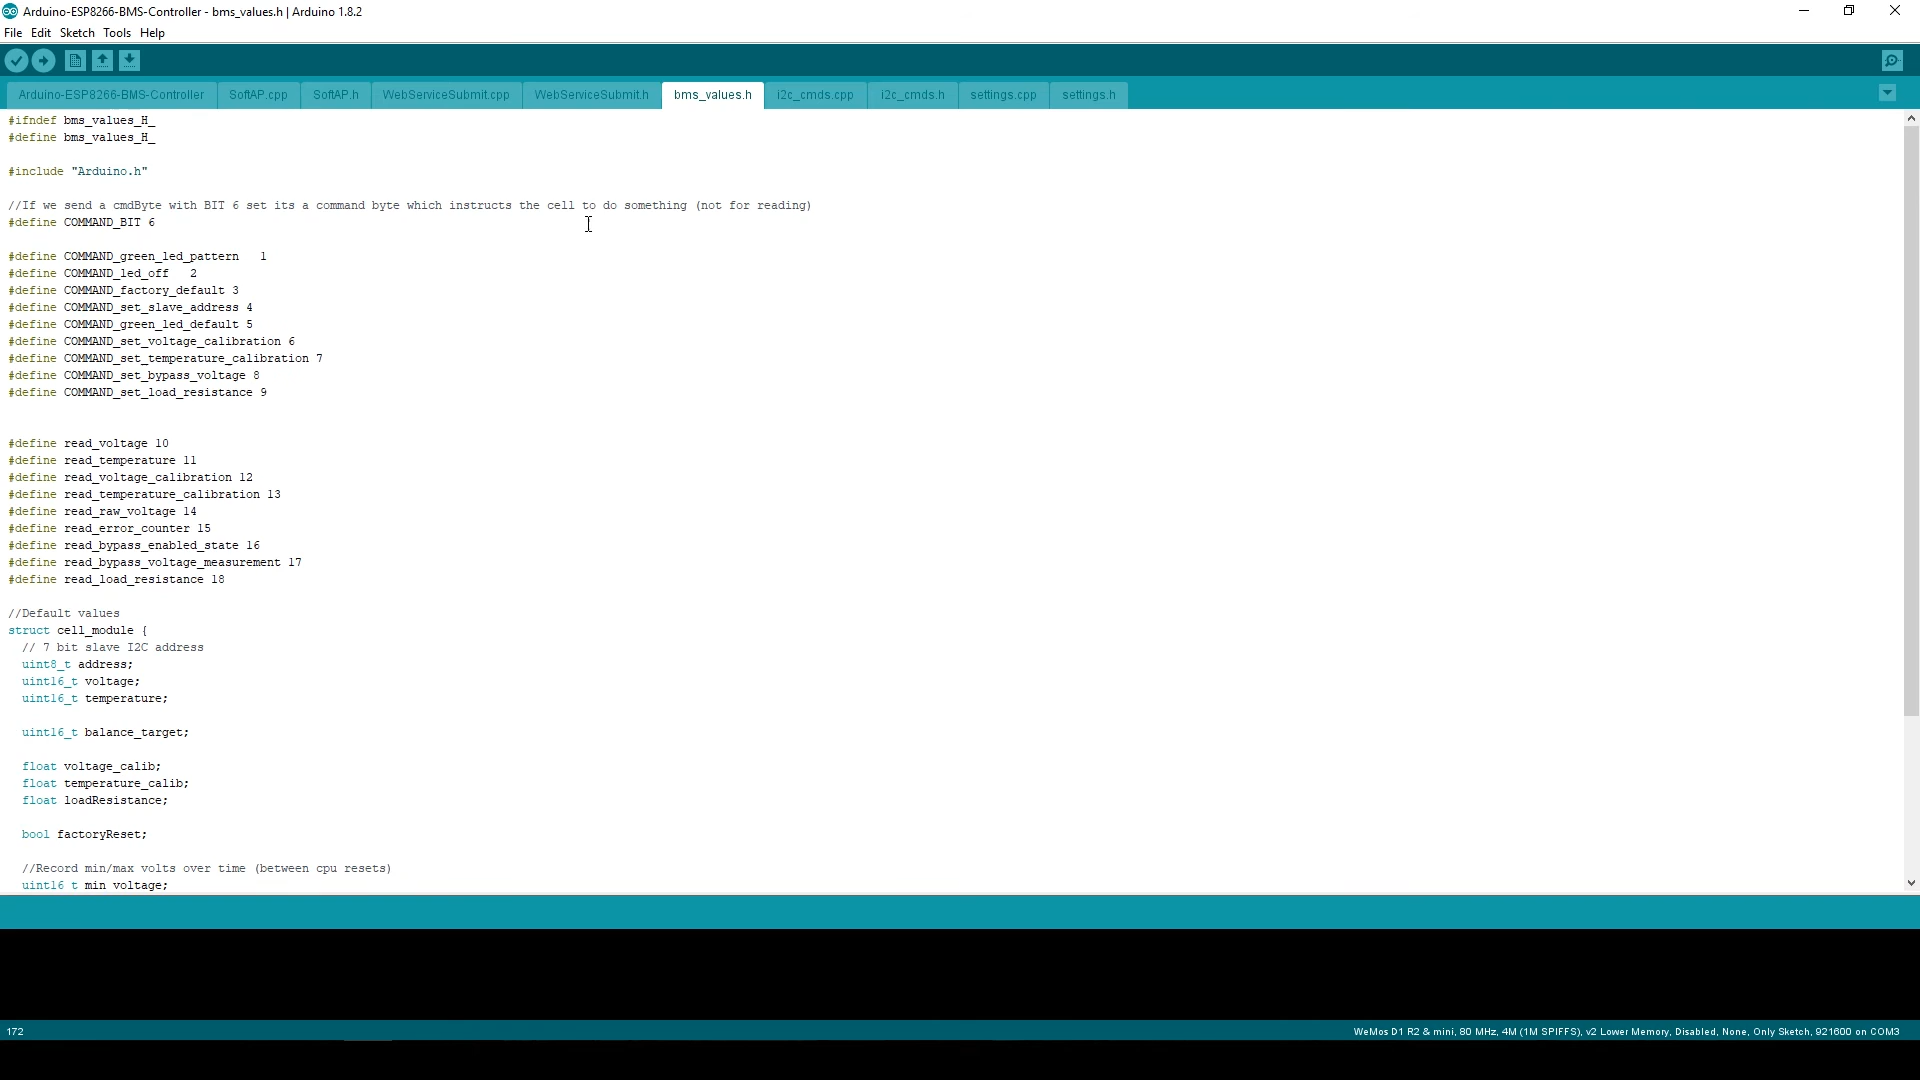 Arduino-ESP8266-BMS-Controller - bms_values.h | Arduino 1.8.2
File Edit Sketch Tools Help
Arduino-ESP8266-BMS-Controller SoftAP.cpp SoftAP.h WebServiceSubmit.cpp WebServiceSubmit.h bms_values.h i2c_cmds.cpp i2c_cmds.h settings.cpp settings.h
#ifndef bms_values_H_
#define bms_values_H_
#include "Arduino.h"
//If we send a cmdByte with BIT 6 set its a command byte which instructs the cell to do something (not for reading)
#define COMMAND_BIT 6
#define COMMAND_green_led_pattern   1
#define COMMAND_led_off   2
#define COMMAND_factory_default 3
#define COMMAND_set_slave_address 4
#define COMMAND_green_led_default 5
#define COMMAND_set_voltage_calibration 6
#define COMMAND_set_temperature_calibration 7
#define COMMAND_set_bypass_voltage 8
#define COMMAND_set_load_resistance 9
#define read_voltage 10
#define read_temperature 11
#define read_voltage_calibration 12
#define read_temperature_calibration 13
#define read_raw_voltage 14
#define read_error_counter 15
#define read_bypass_enabled_state 16
#define read_bypass_voltage_measurement 17
#define read_load_resistance 18
//Default values
struct cell_module {
// 7 bit slave I2C address
uint8_t address;
uint16_t voltage;
uint16_t temperature;
uint16_t balance_target;
float voltage_calib;
float temperature_calib;
float loadResistance;
bool factoryReset;
//Record min/max volts over time (between cpu resets)
uint16_t min_voltage;
172
WeMos D1 R2 & mini, 80 MHz, 4M (1M SPIFFS), v2 Lower Memory, Disabled, None, Only Sketch, 921600 on COM3